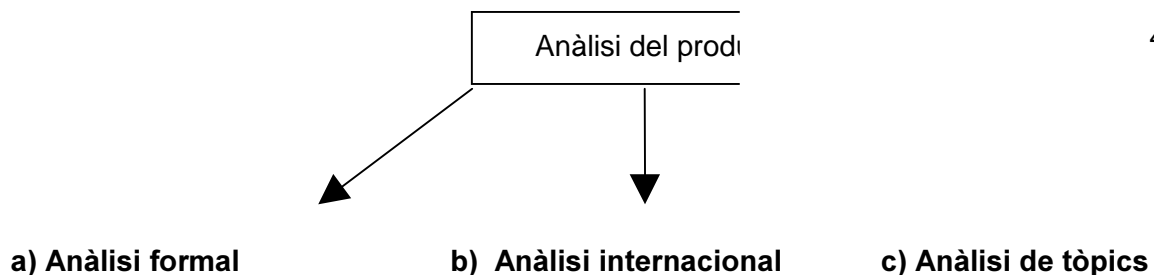 Anàlisi del produ
a) Anàlisi formal b) Anàlisi internacional c) Anàlisi de tòpics